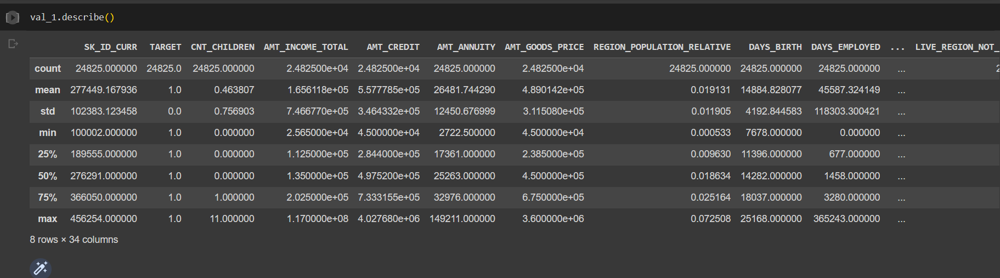 val_1.describe()
SK_ID_CURR TARGET CNT_CHILDREN AMT_INCOME_TOTAL AMT_CREDIT AMT_ANNUITY AMT_GOODS_PRICE REGION_POPULATION_RELATIVE DAYS_BIRTH DAYS_EMPLOYED ... LIVE_REGION_NOT_
count 24825.000000 24825.0 24825.000000 2.482500e+04 2.482500e+04 24825.000000 2.482500e+04 24825.000000 24825.000000 24825.000000 ... 2
mean 277449.167936 1.0 0.463807 1.656118e+05 5.577785e+05 26481.744290 4.890142e+05 0.019131 14884.828077 45587.324149 ...
std 102383.123458 0.0 0.756903 7.466770e+05 3.464332e+05 12450.676999 3.115080e+05 0.011905 4192.844583 118303.300421 ...
min 100002.000000 1.0 0.000000 2.565000e+04 4.500000e+04 2722.500000 4.500000e+04 0.000533 7678.000000 0.000000 ...
25% 189555.000000 1.0 0.000000 1.125000e+05 2.844000e+05 17361.000000 2.385000e+05 0.009630 11396.000000 677.000000 ...
50% 276291.000000 1.0 0.000000 1.350000e+05 4.975200e+05 25263.000000 4.500000e+05 0.018634 14282.000000 1458.000000 ...
75% 366050.000000 1.0 1.000000 2.025000e+05 7.333155e+05 32976.000000 6.750000e+05 0.025164 18037.000000 3280.000000 ...
max 456254.000000 1.0 11.000000 1.170000e+08 4.027680e+06 149211.000000 3.600000e+06 0.072508 25168.000000 365243.000000 ...
8 rows × 34 columns